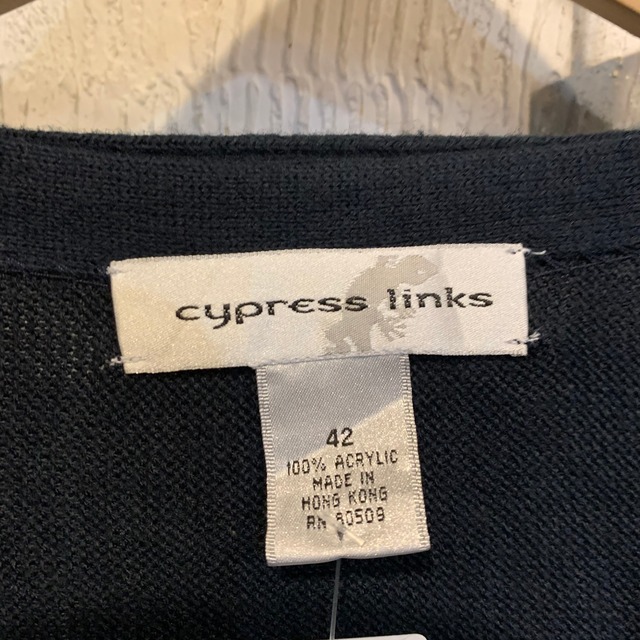 cypress links
42
100% ACRYLIC
MADE IN
HONG KONG
RN 80509